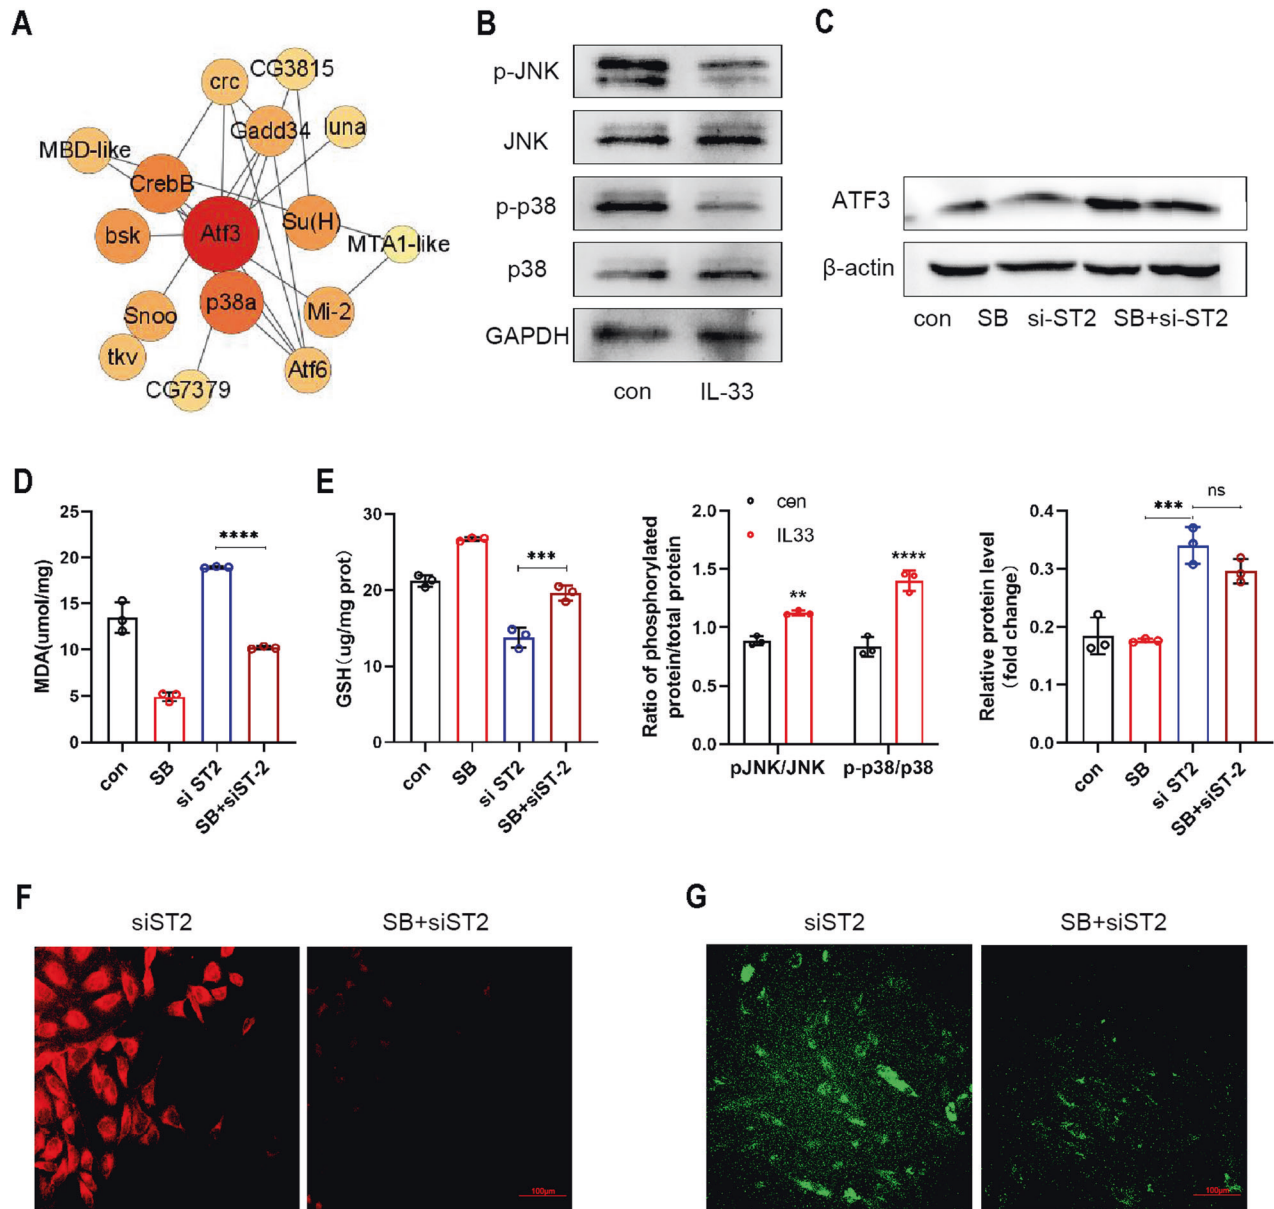 A
CG3815
crc
Gadd34
luna
MBD-like
CrebB
Su(H)
bsk
Atf3
MTA1-like
p38a
Snoo
Mi-2
tkv
Atf6
CG7379
B
p-JNK
JNK
p-p38
p38
GAPDH
con IL-33
C
ATF3
β-actin
con SB si-ST2 SB+si-ST2
D
MDA(umol/mg)
25
20
15
10
5
0
****
con
SB
si ST2
SB+siST-2
E
GSH(ug/mg prot)
30
20
10
0
***
con
SB
si ST2
SB+siST-2
Ratio of phosphorylated
protein/total protein
2.0
1.5
1.0
0.5
0.0
cen
IL33
**
****
pJNK/JNK p-p38/p38
Relative protein level
(fold change)
0.4
0.3
0.2
0.1
0.0
***
ns
con
SB
si ST2
SB+siST-2
F
siST2 SB+siST2
100μm
G
siST2 SB+siST2
100μm